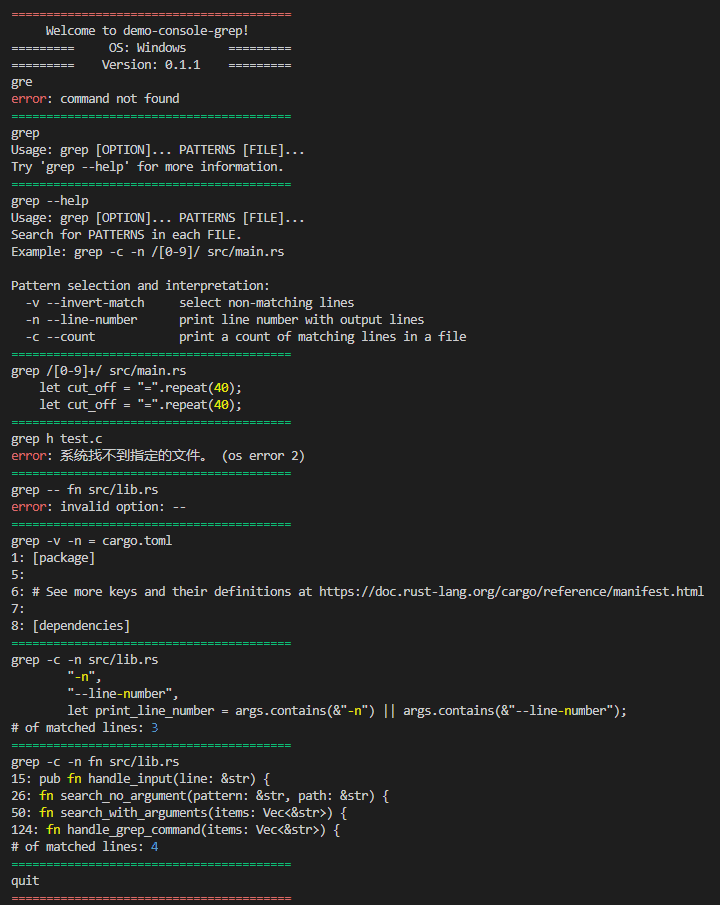 ========================================
     Welcome to demo-console-grep!
=========     OS: Windows      =========
=========    Version: 0.1.1    =========
gre
error: command not found
========================================
grep
Usage: grep [OPTION]... PATTERNS [FILE]...
Try 'grep --help' for more information.
========================================
grep --help
Usage: grep [OPTION]... PATTERNS [FILE]...
Search for PATTERNS in each FILE.
Example: grep -c -n /[0-9]/ src/main.rs

Pattern selection and interpretation:
  -v --invert-match     select non-matching lines
  -n --line-number      print line number with output lines
  -c --count            print a count of matching lines in a file
========================================
grep /[0-9]+/ src/main.rs
    let cut_off = "=".repeat(40);
    let cut_off = "=".repeat(40);
========================================
grep h test.c
error: 系统找不到指定的文件。 (os error 2)
========================================
grep -- fn src/lib.rs
error: invalid option: --
========================================
grep -v -n = cargo.toml
1: [package]
5:
6: # See more keys and their definitions at https://doc.rust-lang.org/cargo/reference/manifest.html
7:
8: [dependencies]
========================================
grep -c -n src/lib.rs
        "-n",
        "--line-number",
        let print_line_number = args.contains(&"-n") || args.contains(&"--line-number");
# of matched lines: 3
========================================
grep -c -n fn src/lib.rs
15: pub fn handle_input(line: &str) {
26: fn search_no_argument(pattern: &str, path: &str) {
50: fn search_with_arguments(items: Vec<&str>) {
124: fn handle_grep_command(items: Vec<&str>) {
# of matched lines: 4
========================================
quit
========================================